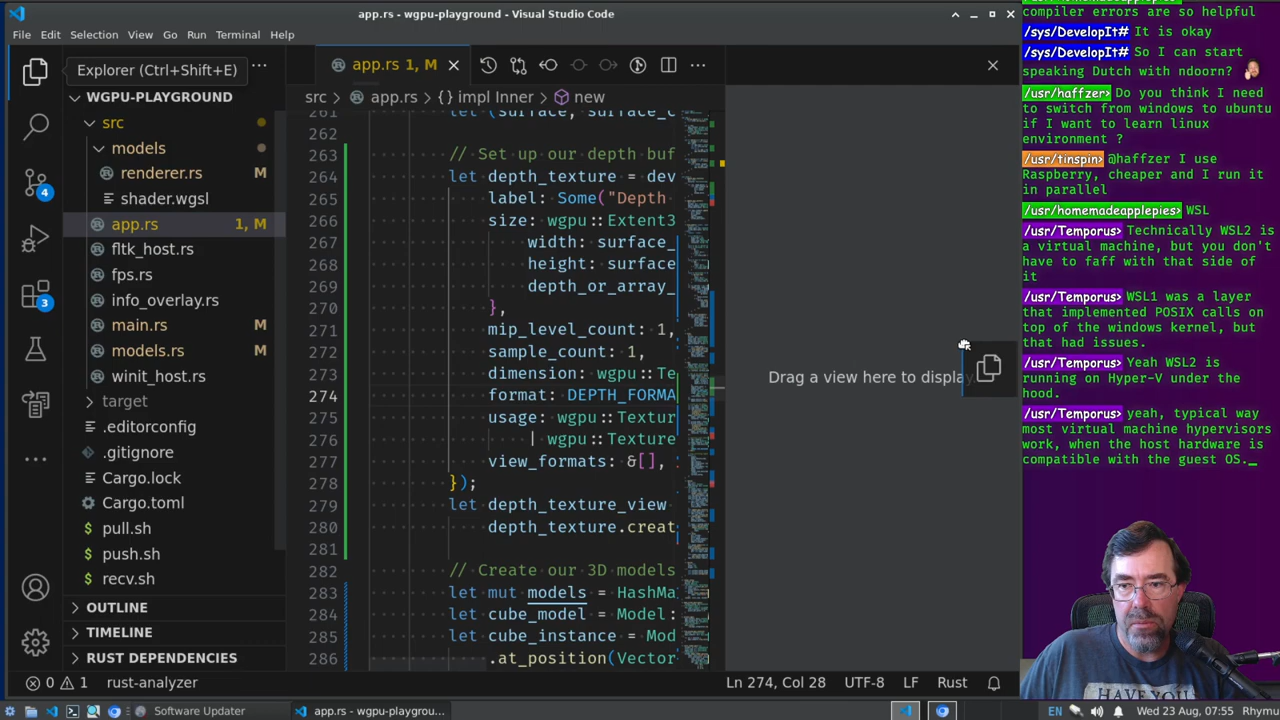 app.rs - wgpu-playground - Visual Studio Code
File Edit Selection View Go Run Terminal Help
Explorer (Ctrl+Shift+E)
app.rs 1, M
WGPU-PLAYGROUND
src
models
renderer.rs M
shader.wgsl
app.rs 1, M
fltk_host.rs
fps.rs
info_overlay.rs
main.rs M
models.rs M
winit_host.rs
target
.editorconfig
.gitignore
Cargo.lock
Cargo.toml
pull.sh
push.sh
recv.sh
OUTLINE
TIMELINE
RUST DEPENDENCIES
4
3
src > app.rs > {} impl Inner > new
261 let (surface, surface_c
262
263 // Set up our depth buf
264 let depth_texture = dev
265 label: Some("Depth
266 size: wgpu::Extent3
267 width: surface_
268 height: surface
269 depth_or_array_
270 },
271 mip_level_count: 1,
272 sample_count: 1,
273 dimension: wgpu::Te
274 format: DEPTH_FORMA
275 usage: wgpu::Textur
276 | wgpu::Texture
277 view_formats: &[],
278 });
279 let depth_texture_view
280 depth_texture.creat
281
282 // Create our 3D models
283 let mut models = HashMa
284 let cube_model = Model:
285 let cube_instance = Mod
286 .at_position(Vector
Drag a view here to displa
0 1 rust-analyzer
Ln 274, Col 28 UTF-8 LF Rust
Software Updater
app.rs - wgpu-playgrou...
EN
Wed 23 Aug, 07:55 Rhymu
compiler errors are so helpful
/sys/DevelopIt# It is okay
/sys/DevelopIt# So I can start
speaking Dutch with ndoorn?
/usr/haffzer> Do you think I need
to switch from windows to ubuntu
if I want to learn linux
environment ?
/usr/tinspin> @haffzer I use
Raspberry, cheaper and I run it
in parallel
/usr/homemadeapplepies> WSL
/usr/Temporus> Technically WSL2 is
a virtual machine, but you don't
have to faff with that side of
it
/usr/Temporus> WSL1 was a layer
that implemented POSIX calls on
top of the windows kernel, but
that had issues.
/usr/Temporus> Yeah WSL2 is
running on Hyper-V under the
hood.
/usr/Temporus> yeah, typical way
most virtual machine hypervisors
work, when the host hardware is
compatible with the guest OS._
HAVE YOU